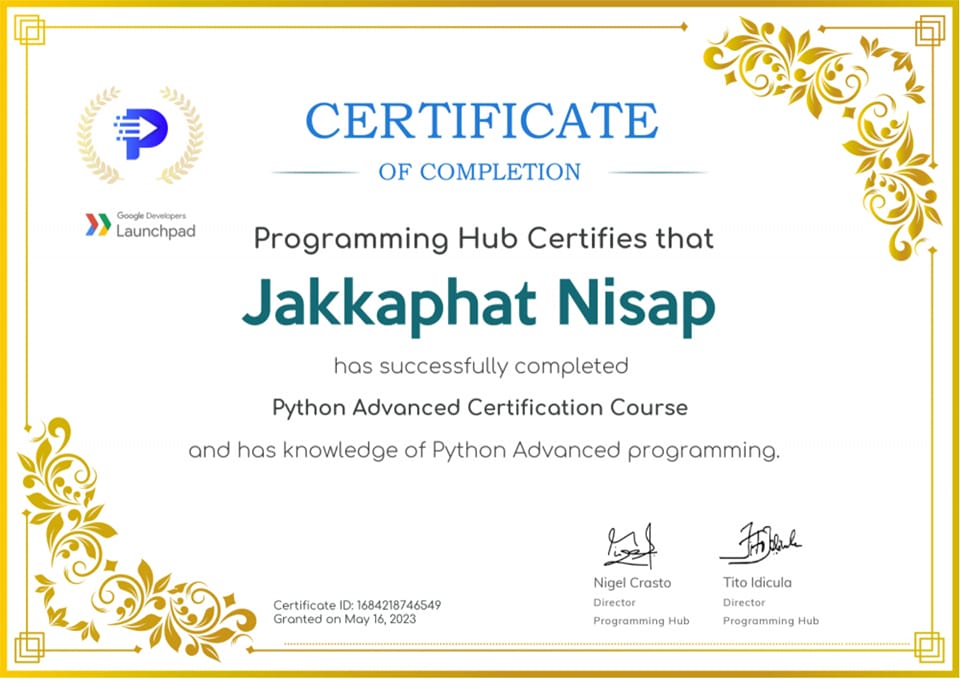 CERTIFICATE
OF COMPLETION
Google Developers
Launchpad
Programming Hub Certifies that
Jakkaphat Nisap
has successfully completed
Python Advanced Certification Course
and has knowledge of Python Advanced programming.
Nigel Crasto
Director
Programming Hub
Tito Idicula
Director
Programming Hub
Certificate ID: 1684218746549
Granted on May 16, 2023